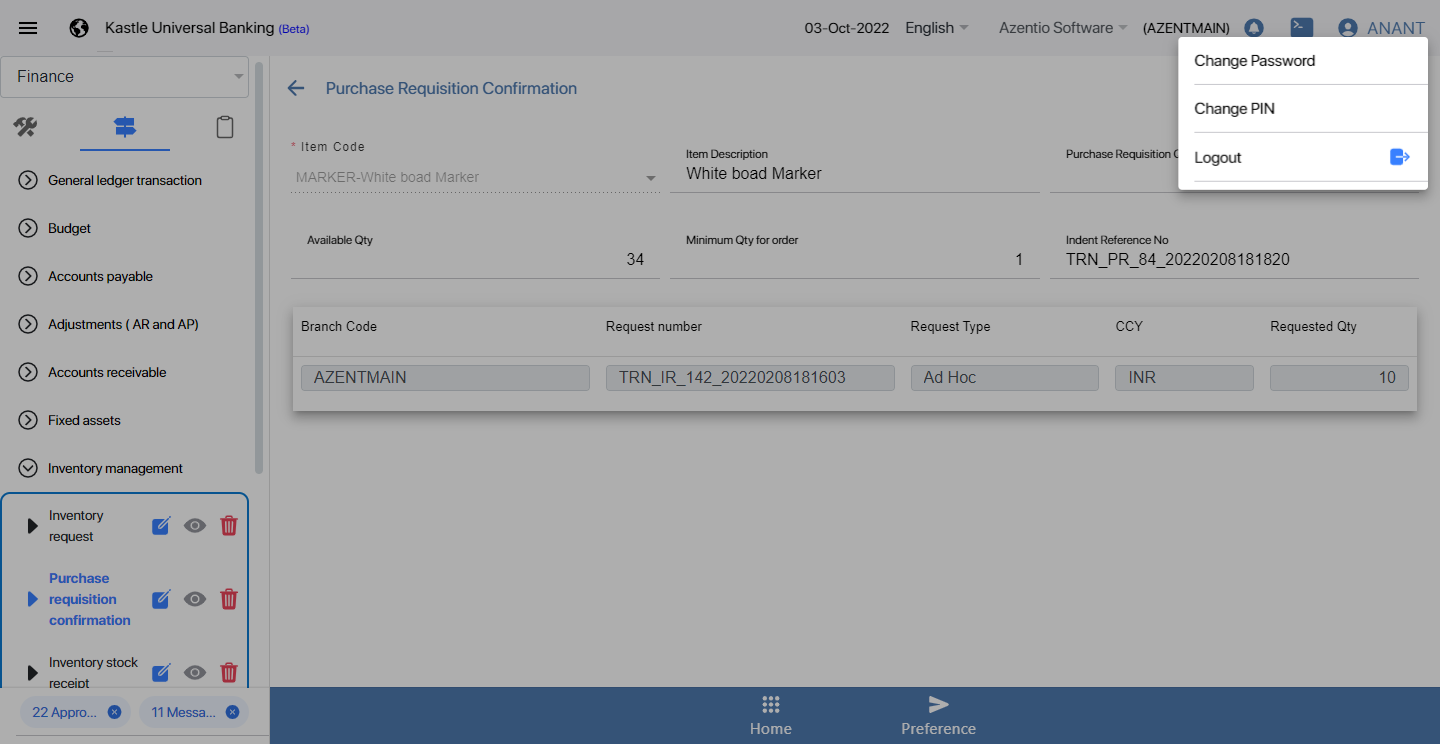 Kastle Universal Banking (Beta)
03-Oct-2022 English Azentio Software (AZENTMAIN) ANANT
Change Password
Change PIN
Logout
Finance
General ledger transaction
Budget
Accounts payable
Adjustments ( AR and AP)
Accounts receivable
Fixed assets
Inventory management
Inventory
request
Purchase
requisition
confirmation
Inventory stock
receipt
22 Appro...
11 Messa...
Purchase Requisition Confirmation
* Item Code
MARKER-White boad Marker
Item Description
White boad Marker
Purchase Requisition
Available Qty
34
Minimum Qty for order
1
Indent Reference No
TRN_PR_84_20220208181820
Branch Code Request number Request Type CCY Requested Qty
AZENTMAIN TRN_IR_142_20220208181603 Ad Hoc INR 10
Home
Preference